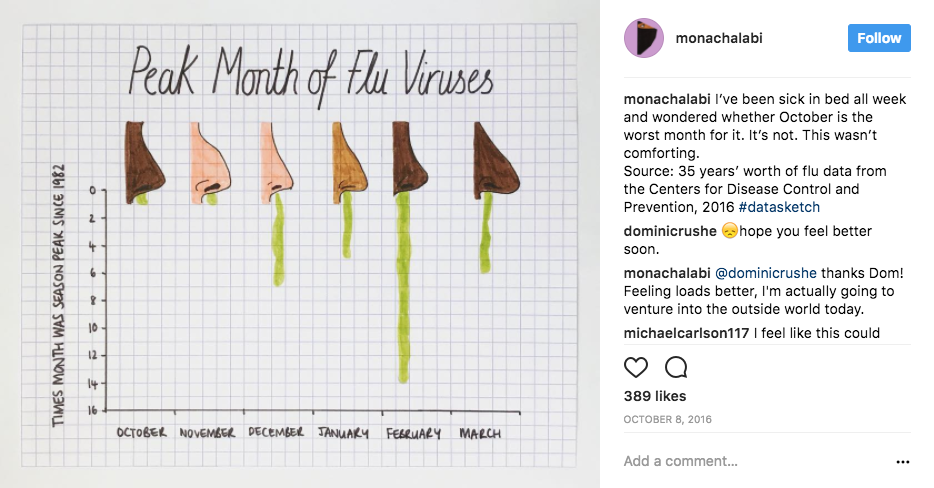 Peak Month of Flu Viruses
TIMES MONTH WAS SEASON PEAK SINCE 1982
0
2
4
6
8
10
12
14
16
OCTOBER NOVEMBER DECEMBER JANUARY FEBRUARY MARCH
monachalabi
Follow
monachalabi I’ve been sick in bed all week
and wondered whether October is the
worst month for it. It’s not. This wasn’t
comforting.
Source: 35 years’ worth of flu data from
the Centers for Disease Control and
Prevention, 2016 #datasketch
dominicrushe 😞hope you feel better
soon.
monachalabi @dominicrushe thanks Dom!
Feeling loads better, I'm actually going to
venture into the outside world today.
michaelcarlson117 I feel like this could
389 likes
OCTOBER 8, 2016
Add a comment...